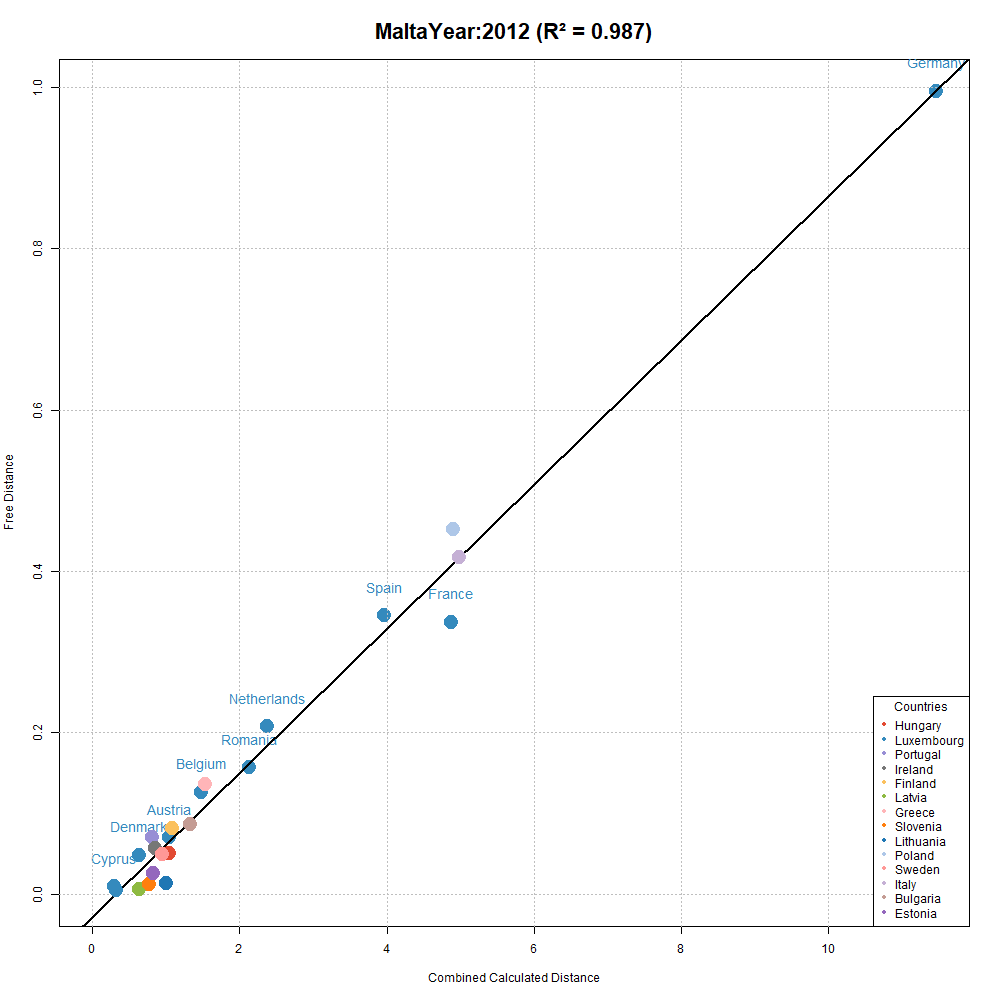 MaltaYear:2012 (R² = 0.987)
Germany
1.0
0.8
0.6
Free Distance
0.4
Spain
France
Netherlands
Romania
0.2
Belgium
Austria
Denmark
Cyprus
0.0
Countries
Hungary
Luxembourg
Portugal
Ireland
Finland
Latvia
Greece
Slovenia
Lithuania
Poland
Sweden
Italy
Bulgaria
Estonia
0 2 4 6 8 10
Combined Calculated Distance